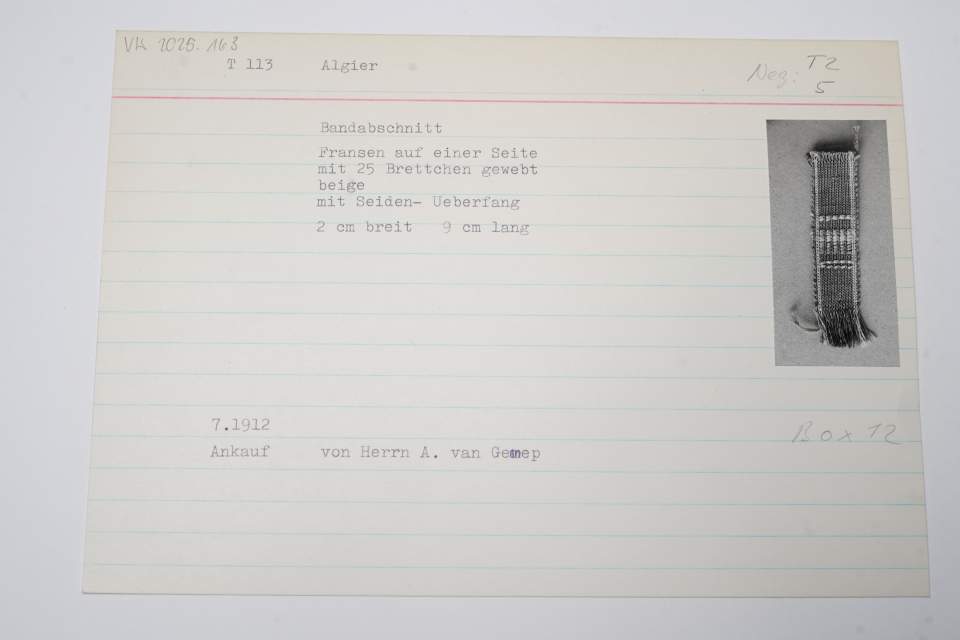 VK 2025.163
T 113 Algier
Neg: T2
5
Bandabschnitt
Fransen auf einer Seite
mit 25 Brettchen gewebt
beige
mit Seiden- Ueberfang
2 cm breit 9 cm lang
7.1912
Box 12
Ankauf von Herrn A. van Gennep